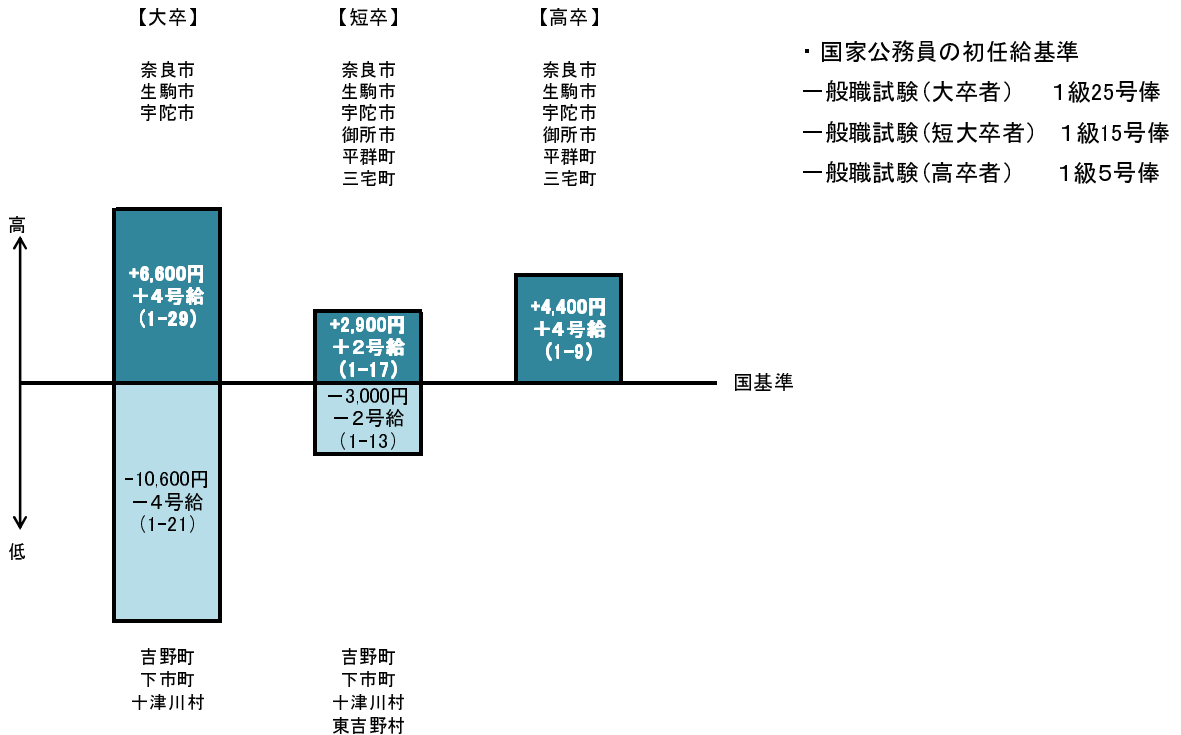 【大卒】
奈良市
生駒市
宇陀市
【短卒】
奈良市
生駒市
宇陀市
御所市
平群町
三宅町
【高卒】
奈良市
生駒市
宇陀市
御所市
平群町
三宅町
・国家公務員の初任給基準
一般職試験（大卒者）　１級25号俸
一般職試験（短大卒者）　１級15号俸
一般職試験（高卒者）　１級５号俸
高
低
+6,600円
＋４号給
(1-29)
-10,600円
－４号給
(1-21)
+2,900円
＋２号給
(1-17)
－3,000円
－２号給
(1-13)
+4,400円
＋４号給
(1-9)
国基準
吉野町
下市町
十津川村
吉野町
下市町
十津川村
東吉野村